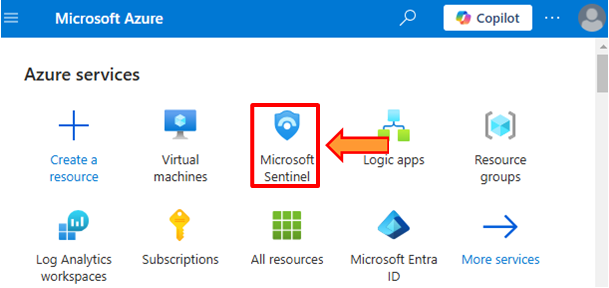 Microsoft Azure
Copilot
Azure services
Create a
resource
Virtual
machines
Microsoft
Sentinel
Logic apps
Resource
groups
Log Analytics
workspaces
Subscriptions
All resources
Microsoft Entra
ID
More services